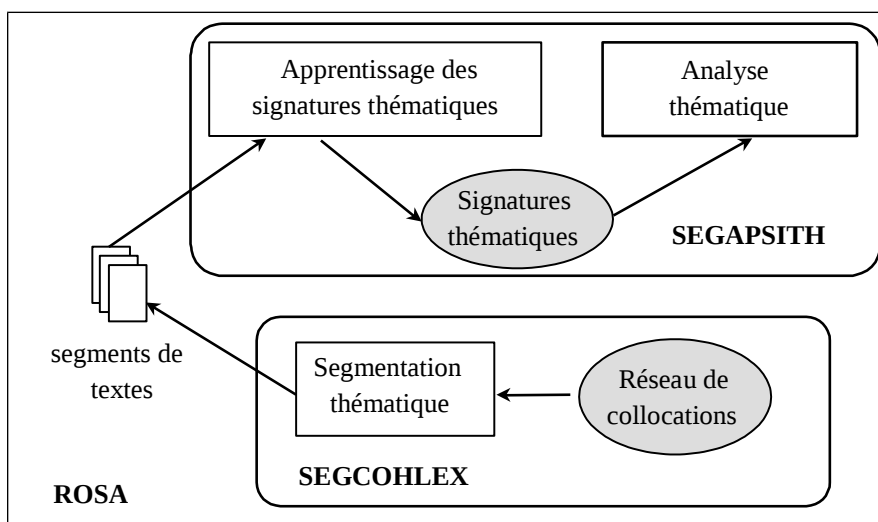 Apprentissage des
signatures thématiques
Analyse
thématique
Signatures
thématiques
SEGAPSITH
segments de
textes
Segmentation
thématique
Réseau de
collocations
SEGCOHLEX
ROSA